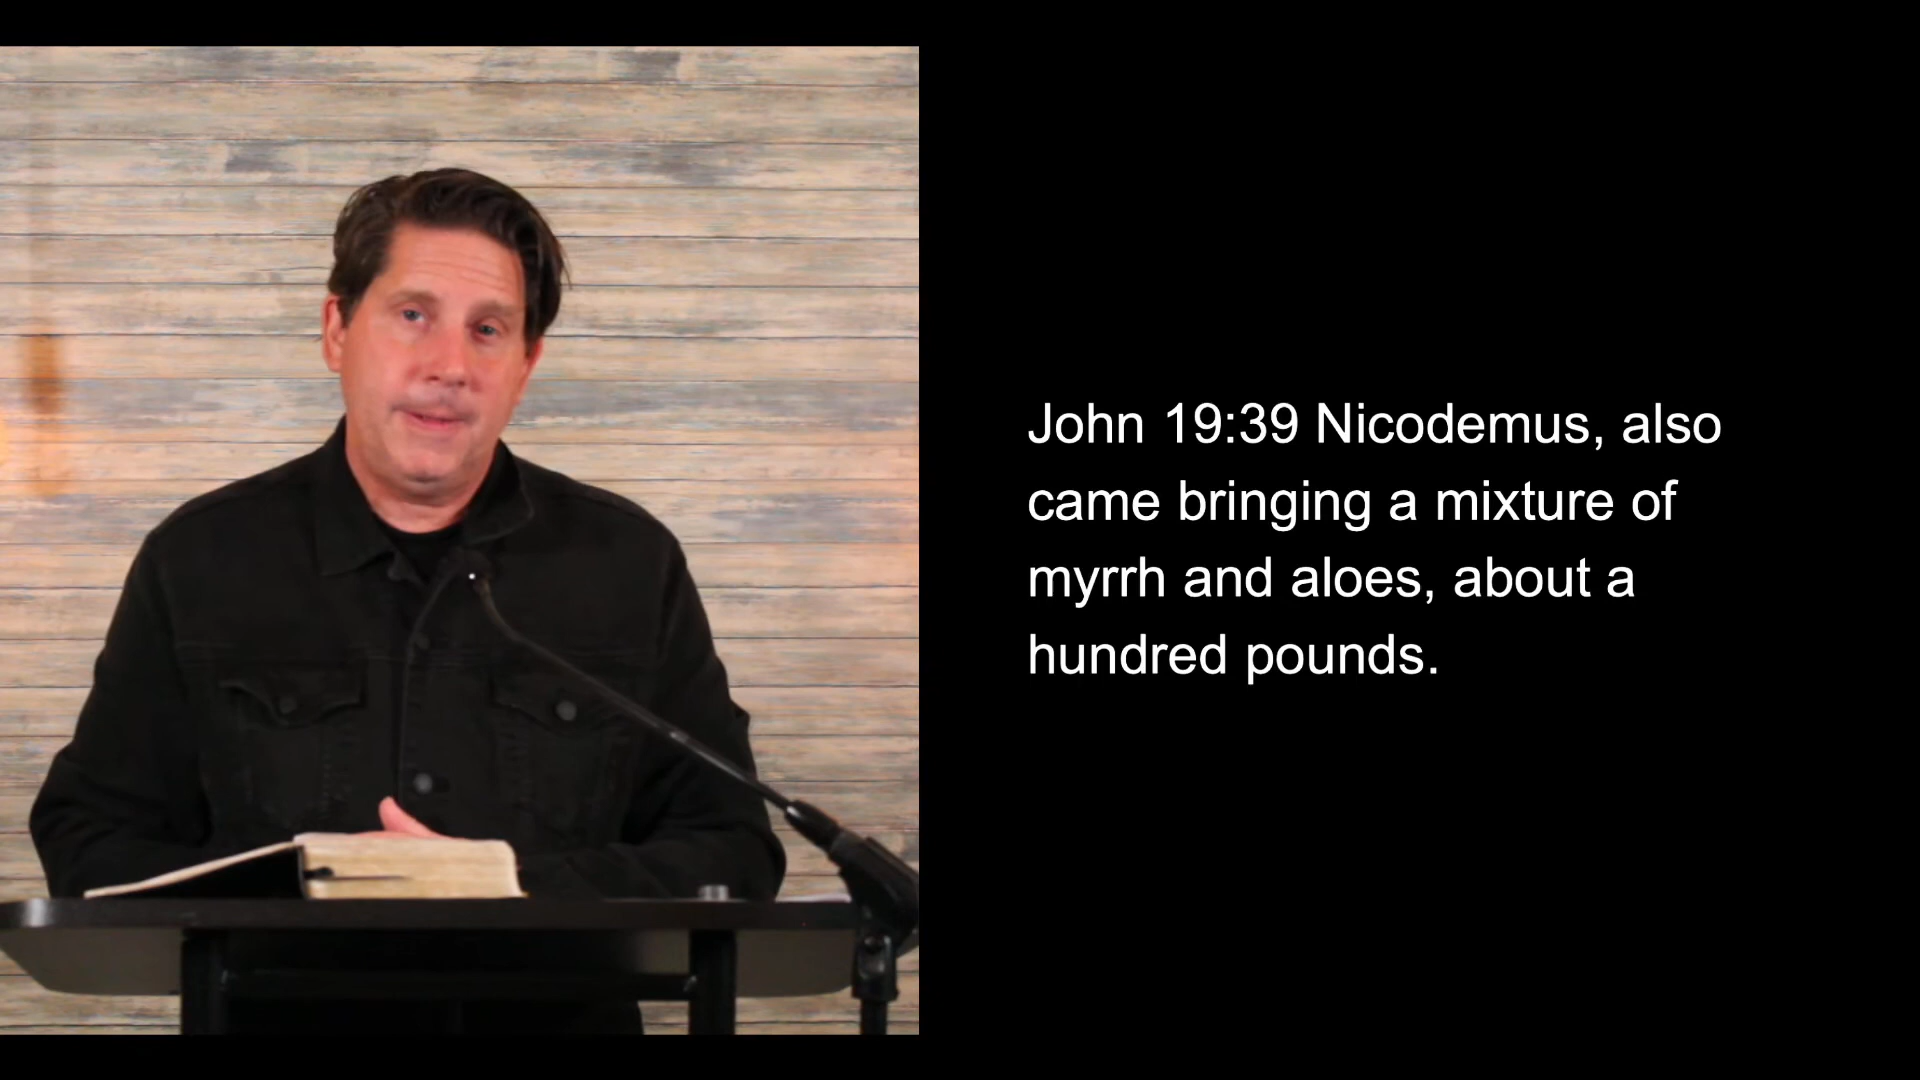 John 19:39 Nicodemus, also
came bringing a mixture of
myrrh and aloes, about a
hundred pounds.